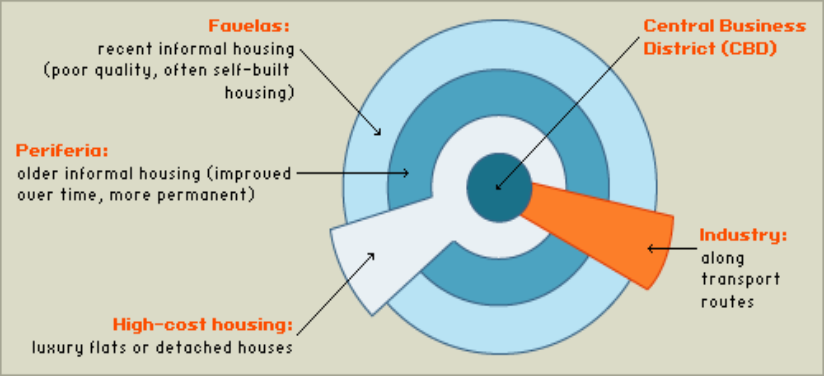 Favelas:
recent informal housing
(poor quality, often self-built
housing)
Central Business
District (CBD)
Periferia:
older informal housing (improved
over time, more permanent)
Industry:
along
transport
routes
High-cost housing:
luxury flats or detached houses